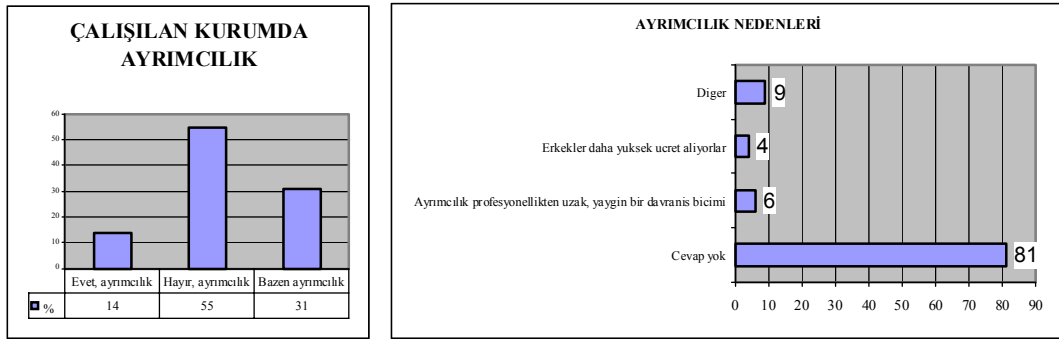 ÇALIŞILAN KURUMDA
AYRIMCILIK
60
50
40
30
20
10
0
Evet, ayrımcılık Hayır, ayrımcılık Bazen ayrımcılık
% 14 55 31
AYRIMCILIK NEDENLERİ
Diger 9
Erkekler daha yuksek ucret aliyorlar 4
Ayrımcılık profesyonellikten uzak, yaygin bir davranis bicimi 6
Cevap yok 81
0 10 20 30 40 50 60 70 80 90